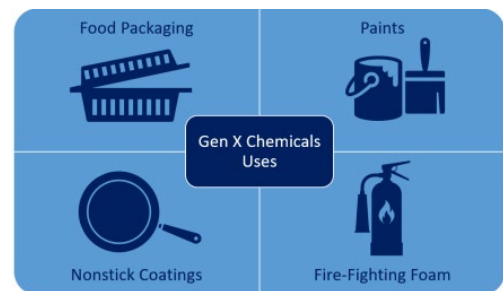 Food Packaging
Paints
Gen X Chemicals
Uses
Nonstick Coatings
Fire-Fighting Foam